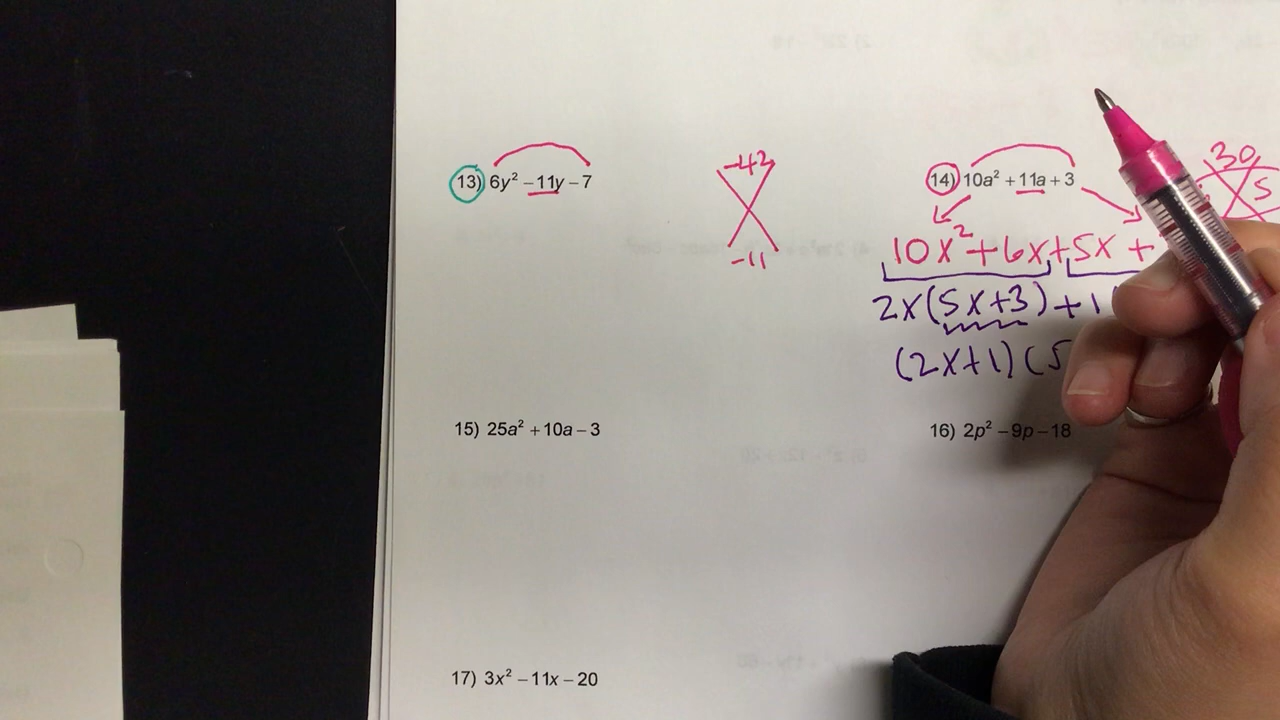 13) 6y² – 11y – 7
-42
-11
14) 10a² + 11a + 3
30
5
10x² + 6x + 5x +
2x(5x+3) + 1
(2x+1)(5
15) 25a² + 10a – 3
16) 2p² – 9p – 18
17) 3x² – 11x – 20